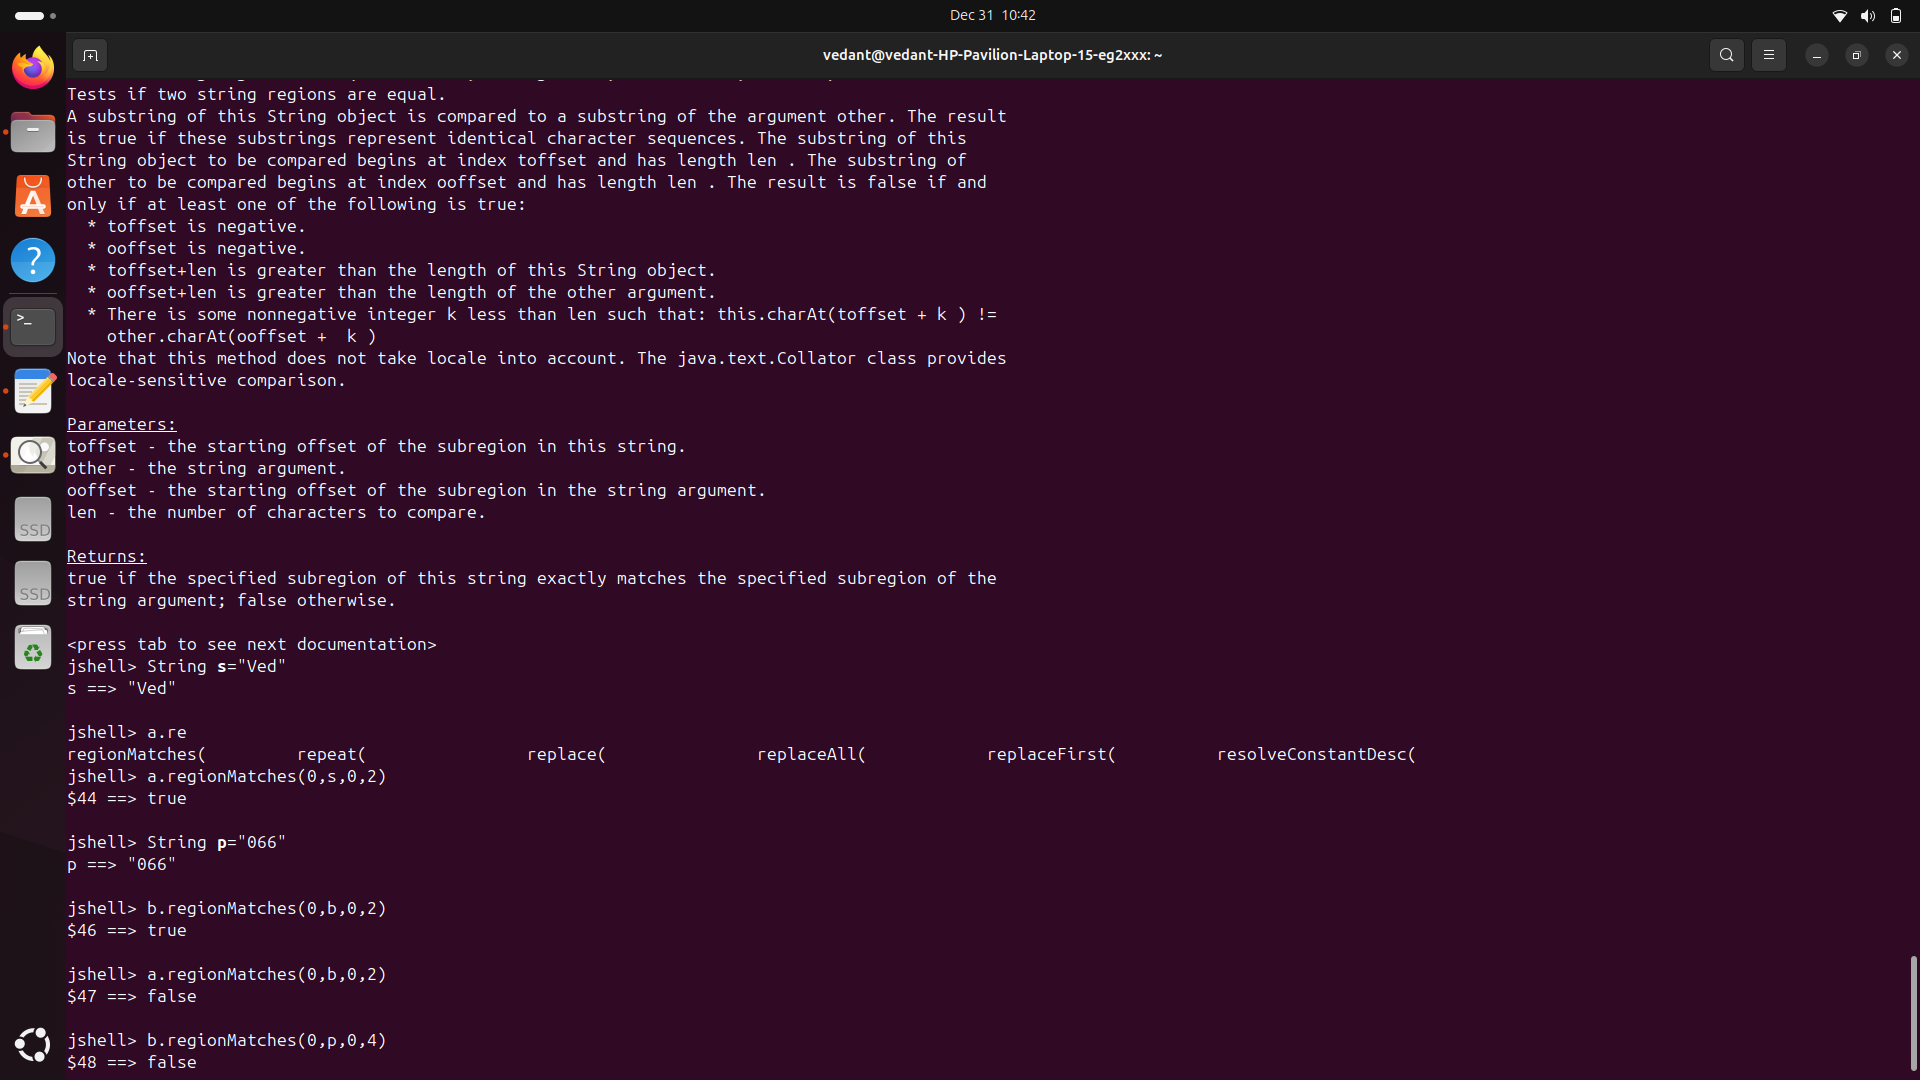 Dec 31 10:42
vedant@vedant-HP-Pavilion-Laptop-15-eg2xxx: ~
Tests if two string regions are equal.
A substring of this String object is compared to a substring of the argument other. The result
is true if these substrings represent identical character sequences. The substring of this
String object to be compared begins at index toffset and has length len . The substring of
other to be compared begins at index ooffset and has length len . The result is false if and
only if at least one of the following is true:
* toffset is negative.
* ooffset is negative.
* toffset+len is greater than the length of this String object.
* ooffset+len is greater than the length of the other argument.
* There is some nonnegative integer k less than len such that: this.charAt(toffset + k ) !=
other.charAt(ooffset +  k )
Note that this method does not take locale into account. The java.text.Collator class provides
locale-sensitive comparison.
Parameters:
toffset - the starting offset of the subregion in this string.
other - the string argument.
ooffset - the starting offset of the subregion in the string argument.
len - the number of characters to compare.
SSD
Returns:
true if the specified subregion of this string exactly matches the specified subregion of the
SSD
string argument; false otherwise.
<press tab to see next documentation>
jshell> String s="Ved"
s ==> "Ved"
jshell> a.re
regionMatches( repeat( replace( replaceAll( replaceFirst( resolveConstantDesc(
jshell> a.regionMatches(0,s,0,2)
$44 ==> true
jshell> String p="066"
p ==> "066"
jshell> b.regionMatches(0,b,0,2)
$46 ==> true
jshell> a.regionMatches(0,b,0,2)
$47 ==> false
jshell> b.regionMatches(0,p,0,4)
$48 ==> false